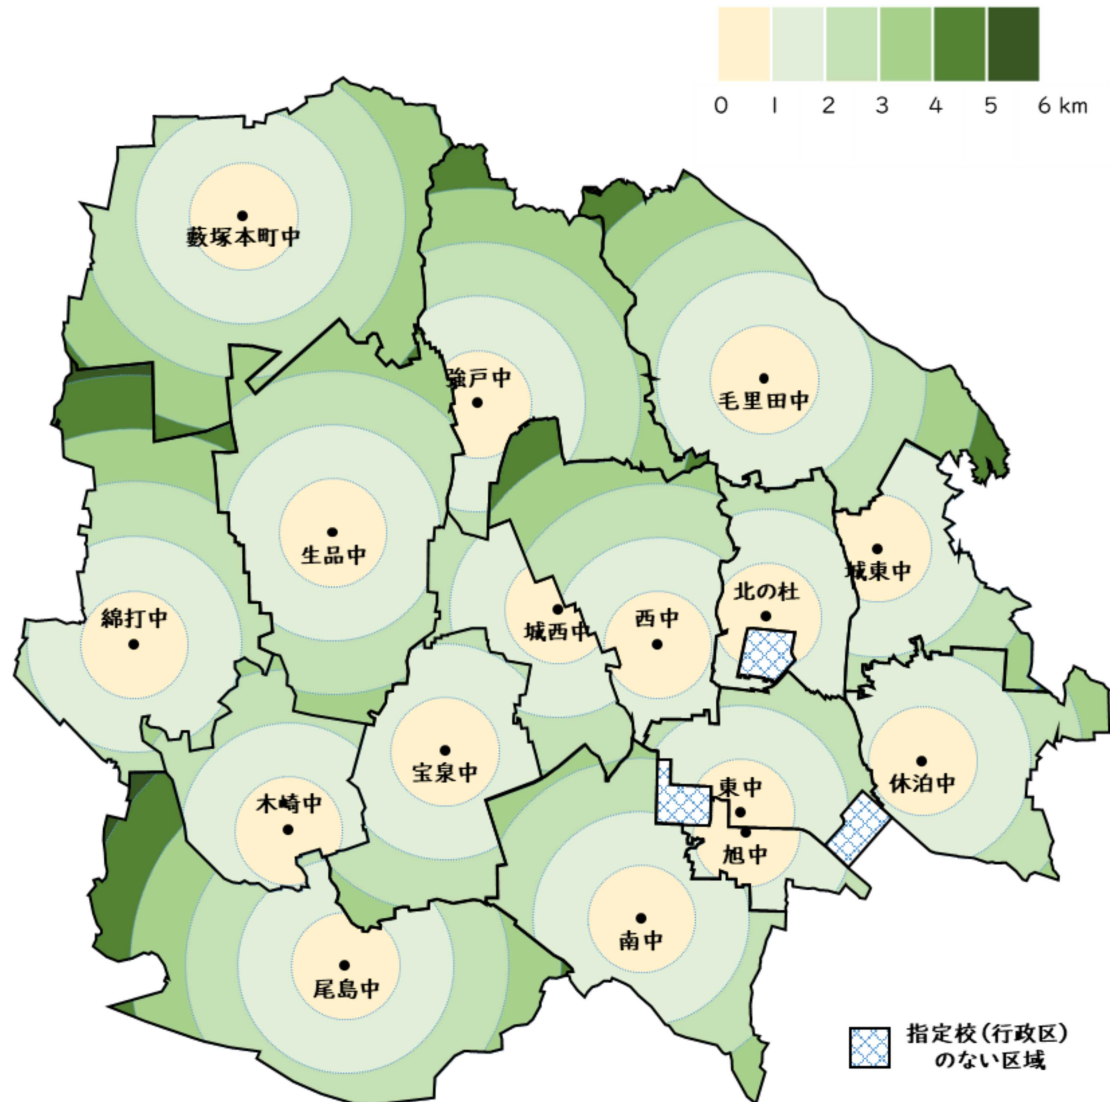 0 1 2 3 4 5 6 km
藪塚本町中
強戸中
毛里田中
生品中
城東中
北の杜
綿打中
城西中
西中
宝泉中
休泊中
東中
木崎中
旭中
南中
尾島中
指定校(行政区)
のない区域